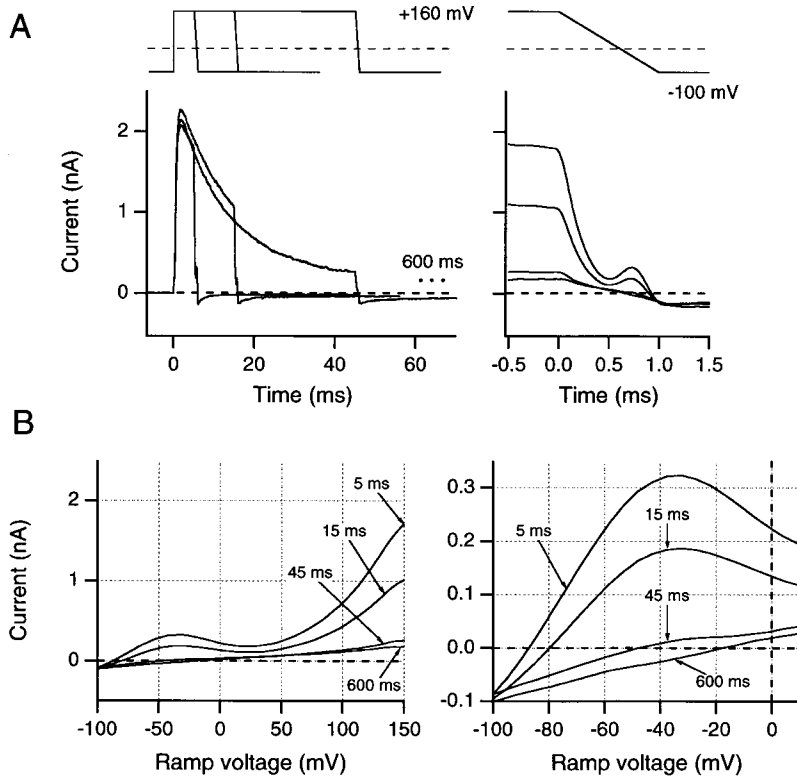 A
+160 mV
-100 mV
Current (nA)
2
1
0
600 ms
...
0
20
40
60
Time (ms)
-0.5
0.0
0.5
1.0
1.5
Time (ms)
B
Current (nA)
2
1
0
5 ms
15 ms
45 ms
600 ms
-100
-50
0
50
100
150
Ramp voltage (mV)
0.3
0.2
0.1
0.0
-0.1
5 ms
15 ms
45 ms
600 ms
-100
-80
-60
-40
-20
0
Ramp voltage (mV)